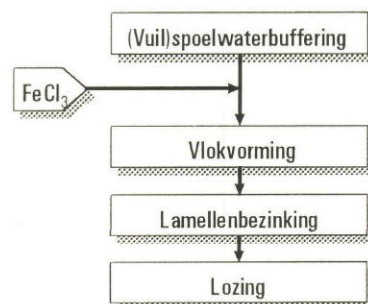 (Vuil)spoelwaterbuffering
FeCl₃
Vlokvorming
Lamellenbezinking
Lozing